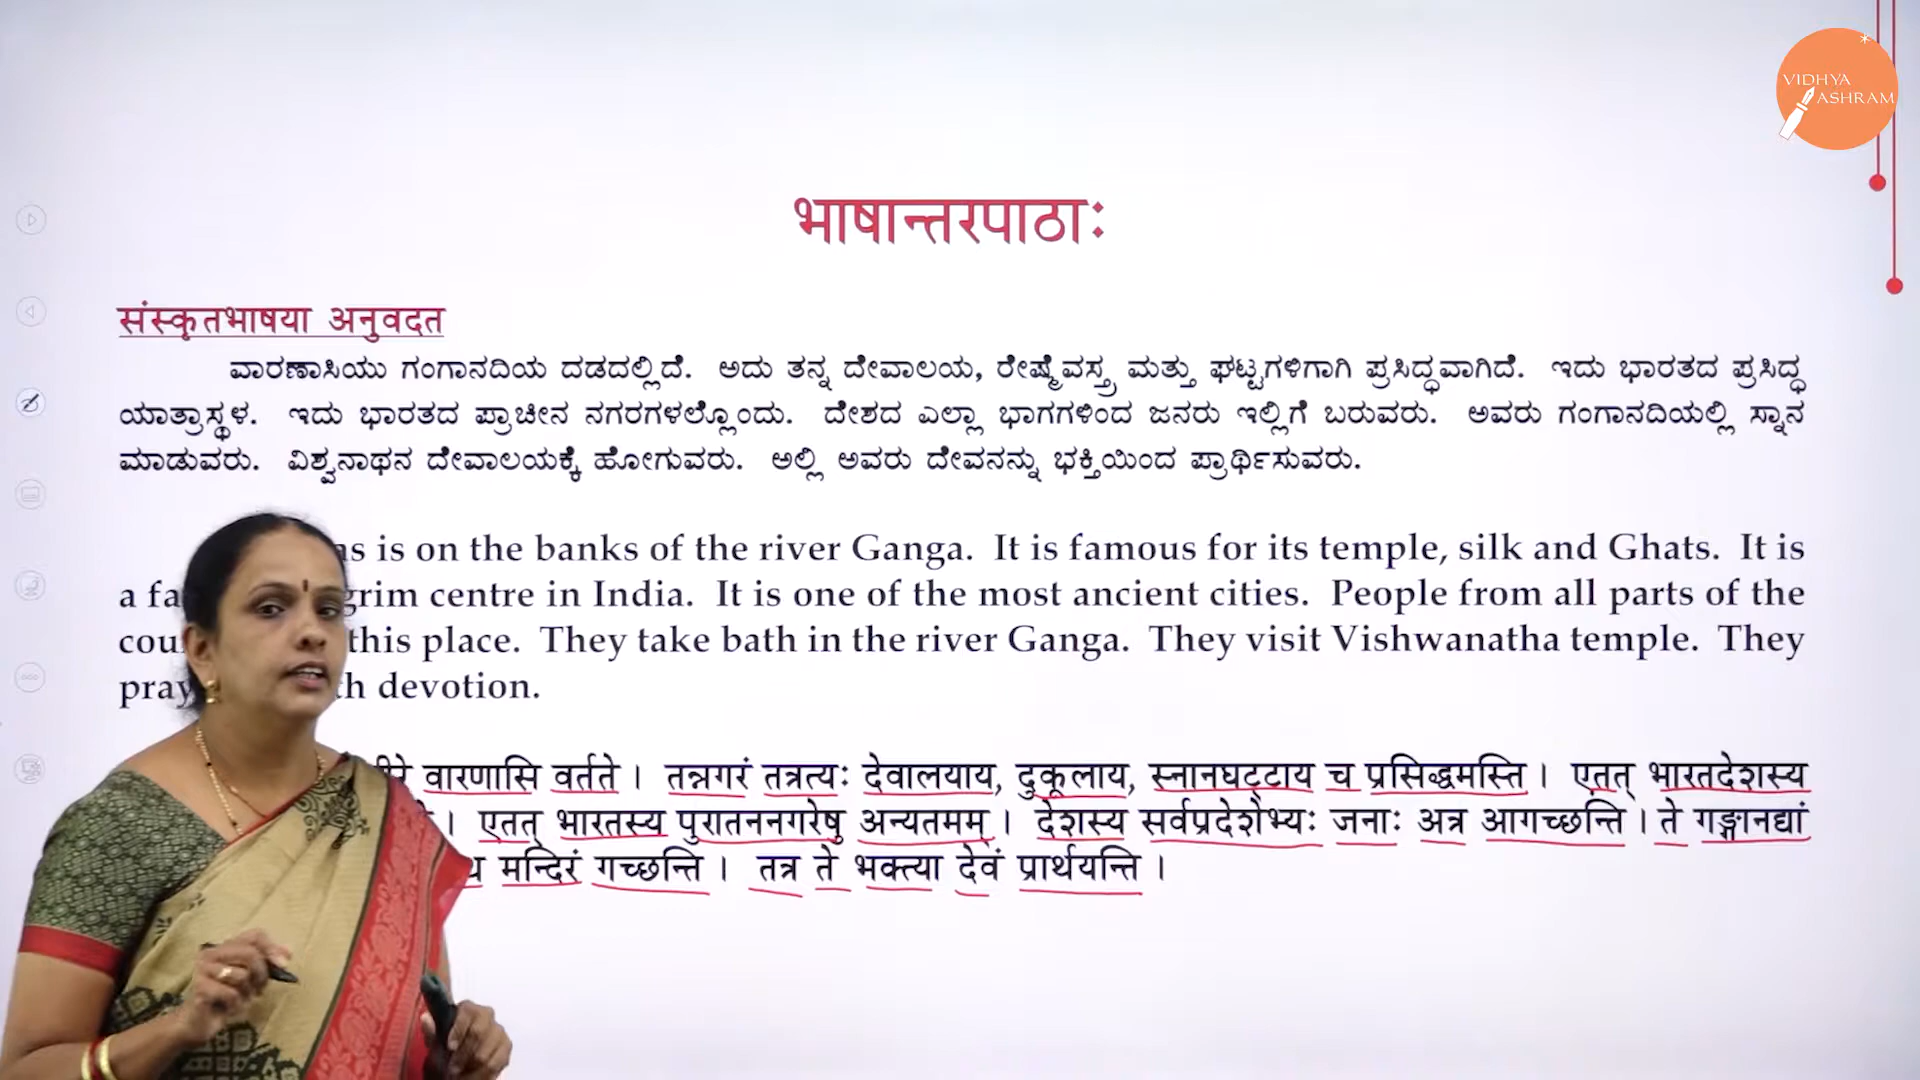 VIDHYA
ASHRAM
भाषान्तरपाठाः
संस्कृतभाषया अनुवदत
ವಾರಣಾಸಿಯು ಗಂಗಾನದಿಯ ದಡದಲ್ಲಿದೆ. ಅದು ತನ್ನ ದೇವಾಲಯ, ರೇಷ್ಮೆವಸ್ತ್ರ ಮತ್ತು ಘಟ್ಟಗಳಿಗಾಗಿ ಪ್ರಸಿದ್ಧವಾಗಿದೆ. ಇದು ಭಾರತದ ಪ್ರಸಿದ್ಧ
ಯಾತ್ರಾಸ್ಥಳ. ಇದು ಭಾರತದ ಪ್ರಾಚೀನ ನಗರಗಳಲ್ಲೊಂದು. ದೇಶದ ಎಲ್ಲಾ ಭಾಗಗಳಿಂದ ಜನರು ಇಲ್ಲಿಗೆ ಬರುವರು. ಅವರು ಗಂಗಾನದಿಯಲ್ಲಿ ಸ್ನಾನ
ಮಾಡುವರು. ವಿಶ್ವನಾಥನ ದೇವಾಲಯಕ್ಕೆ ಹೋಗುವರು. ಅಲ್ಲಿ ಅವರು ದೇವನನ್ನು ಭಕ್ತಿಯಿಂದ ಪ್ರಾರ್ಥಿಸುವರು.
is on the banks of the river Ganga. It is famous for its temple, silk and Ghats. It is
a centre in India. It is one of the most ancient cities. People from all parts of the
this place. They take bath in the river Ganga. They visit Vishwanatha temple. They
pray devotion.
वारणासि वर्तते । तन्नगरं तत्रत्यः देवालयाय, दुकूलाय, स्नानघट्टाय च प्रसिद्धमस्ति । एतत् भारतदेशस्य
। एतत् भारतस्य पुरातननगरेषु अन्यतमम् । देशस्य सर्वप्रदेशेभ्यः जनाः अत्र आगच्छन्ति । ते गङ्गानद्यां
मन्दिरं गच्छन्ति । तत्र ते भक्त्या देवं प्रार्थयन्ति ।